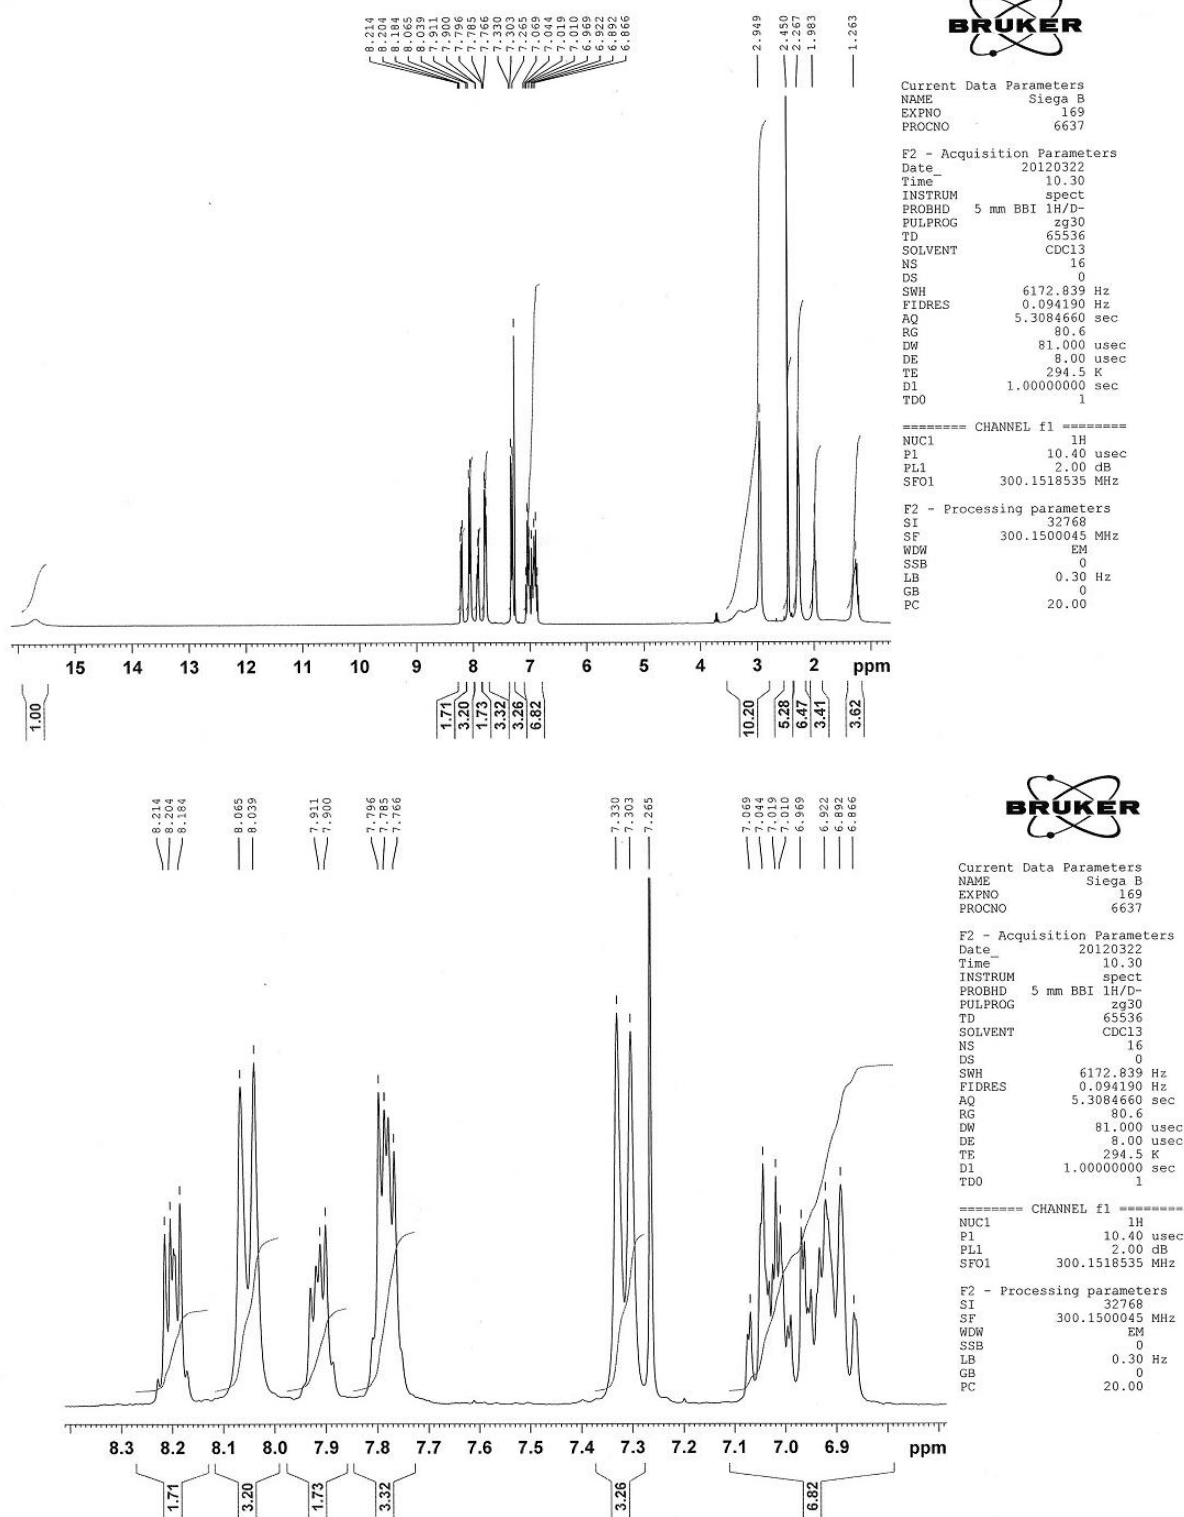 8.214
8.204
8.184
8.065
8.039
7.911
7.900
7.796
7.785
7.766
7.330
7.303
7.265
7.069
7.044
7.019
7.010
6.969
6.922
6.892
6.866
2.949
2.450
2.267
1.983
1.263
BRUKER
Current Data Parameters
NAME Siega B
EXPNO 169
PROCNO 6637
F2 - Acquisition Parameters
Date_ 20120322
Time 10.30
INSTRUM spect
PROBHD 5 mm BBI 1H/D-
PULPROG zg30
TD 65536
SOLVENT CDCl3
NS 16
DS 0
SWH 6172.839 Hz
FIDRES 0.094190 Hz
AQ 5.3084660 sec
RG 80.6
DW 81.000 usec
DE 8.00 usec
TE 294.5 K
D1 1.00000000 sec
TD0 1
======== CHANNEL f1 ========
NUC1 1H
P1 10.40 usec
PL1 2.00 dB
SFO1 300.1518535 MHz
F2 - Processing parameters
SI 32768
SF 300.1500045 MHz
WDW EM
SSB 0
LB 0.30 Hz
GB 0
PC 20.00
15 14 13 12 11 10 9 8 7 6 5 4 3 2 ppm
1.00
1.71
3.20
1.73
3.32
3.26
6.82
10.20
5.28
6.47
3.41
3.62
8.214
8.204
8.184
8.065
8.039
7.911
7.900
7.796
7.785
7.766
7.330
7.303
7.265
7.069
7.044
7.019
7.010
6.969
6.922
6.892
6.866
BRUKER
Current Data Parameters
NAME Siega B
EXPNO 169
PROCNO 6637
F2 - Acquisition Parameters
Date_ 20120322
Time 10.30
INSTRUM spect
PROBHD 5 mm BBI 1H/D-
PULPROG zg30
TD 65536
SOLVENT CDCl3
NS 16
DS 0
SWH 6172.839 Hz
FIDRES 0.094190 Hz
AQ 5.3084660 sec
RG 80.6
DW 81.000 usec
DE 8.00 usec
TE 294.5 K
D1 1.00000000 sec
TD0 1
======== CHANNEL f1 ========
NUC1 1H
P1 10.40 usec
PL1 2.00 dB
SFO1 300.1518535 MHz
F2 - Processing parameters
SI 32768
SF 300.1500045 MHz
WDW EM
SSB 0
LB 0.30 Hz
GB 0
PC 20.00
8.3 8.2 8.1 8.0 7.9 7.8 7.7 7.6 7.5 7.4 7.3 7.2 7.1 7.0 6.9 ppm
1.71
3.20
1.73
3.32
3.26
6.82